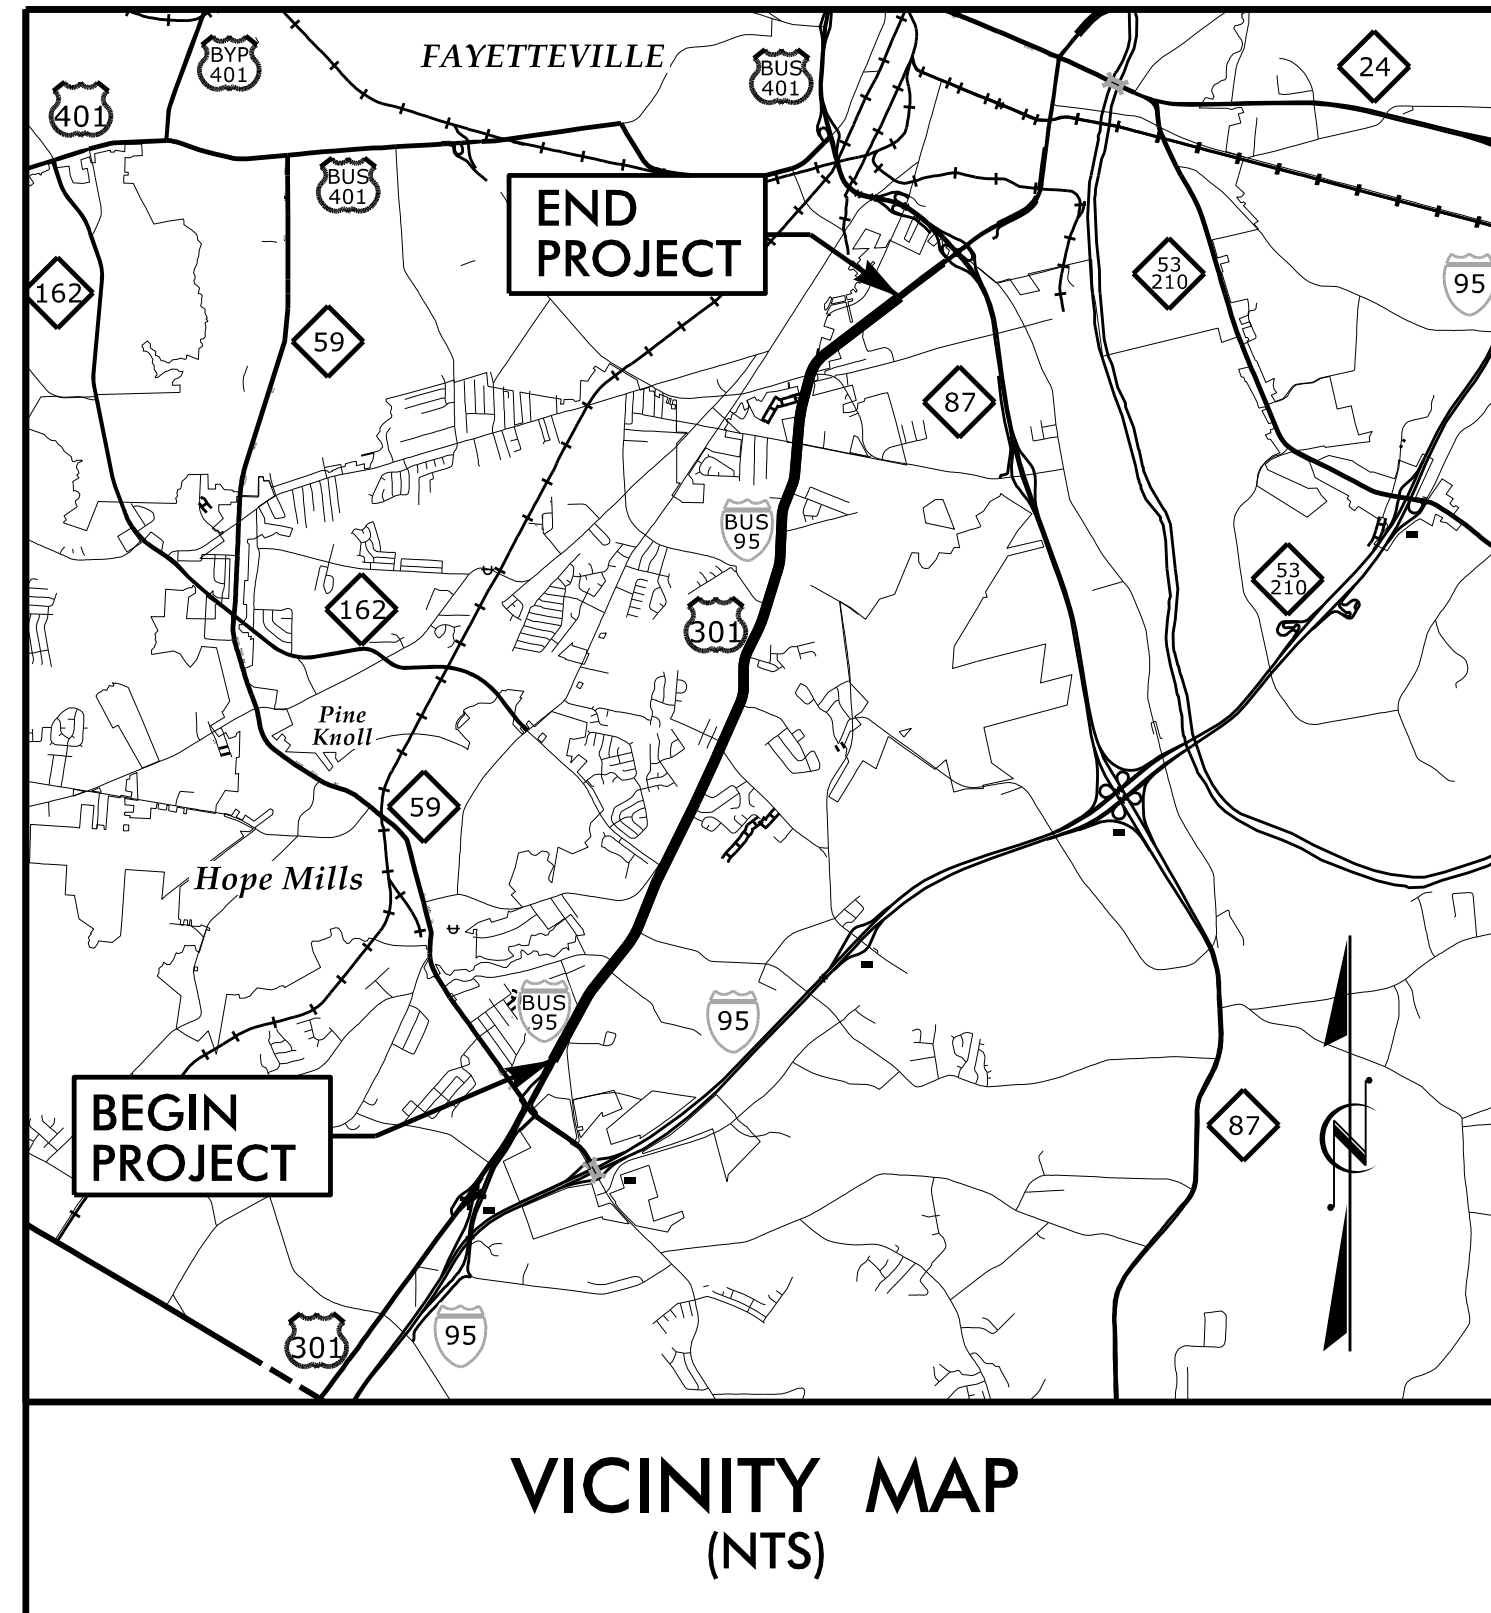 FAYETTEVILLE
BYP
401
BUS
401
24
401
BUS
401
END
PROJECT
162
59
53
210
95
87
BUS
95
53
210
162
301
Pine
Knoll
59
Hope Mills
BUS
95
95
BEGIN
PROJECT
87
N
301
95
VICINITY MAP
(NTS)